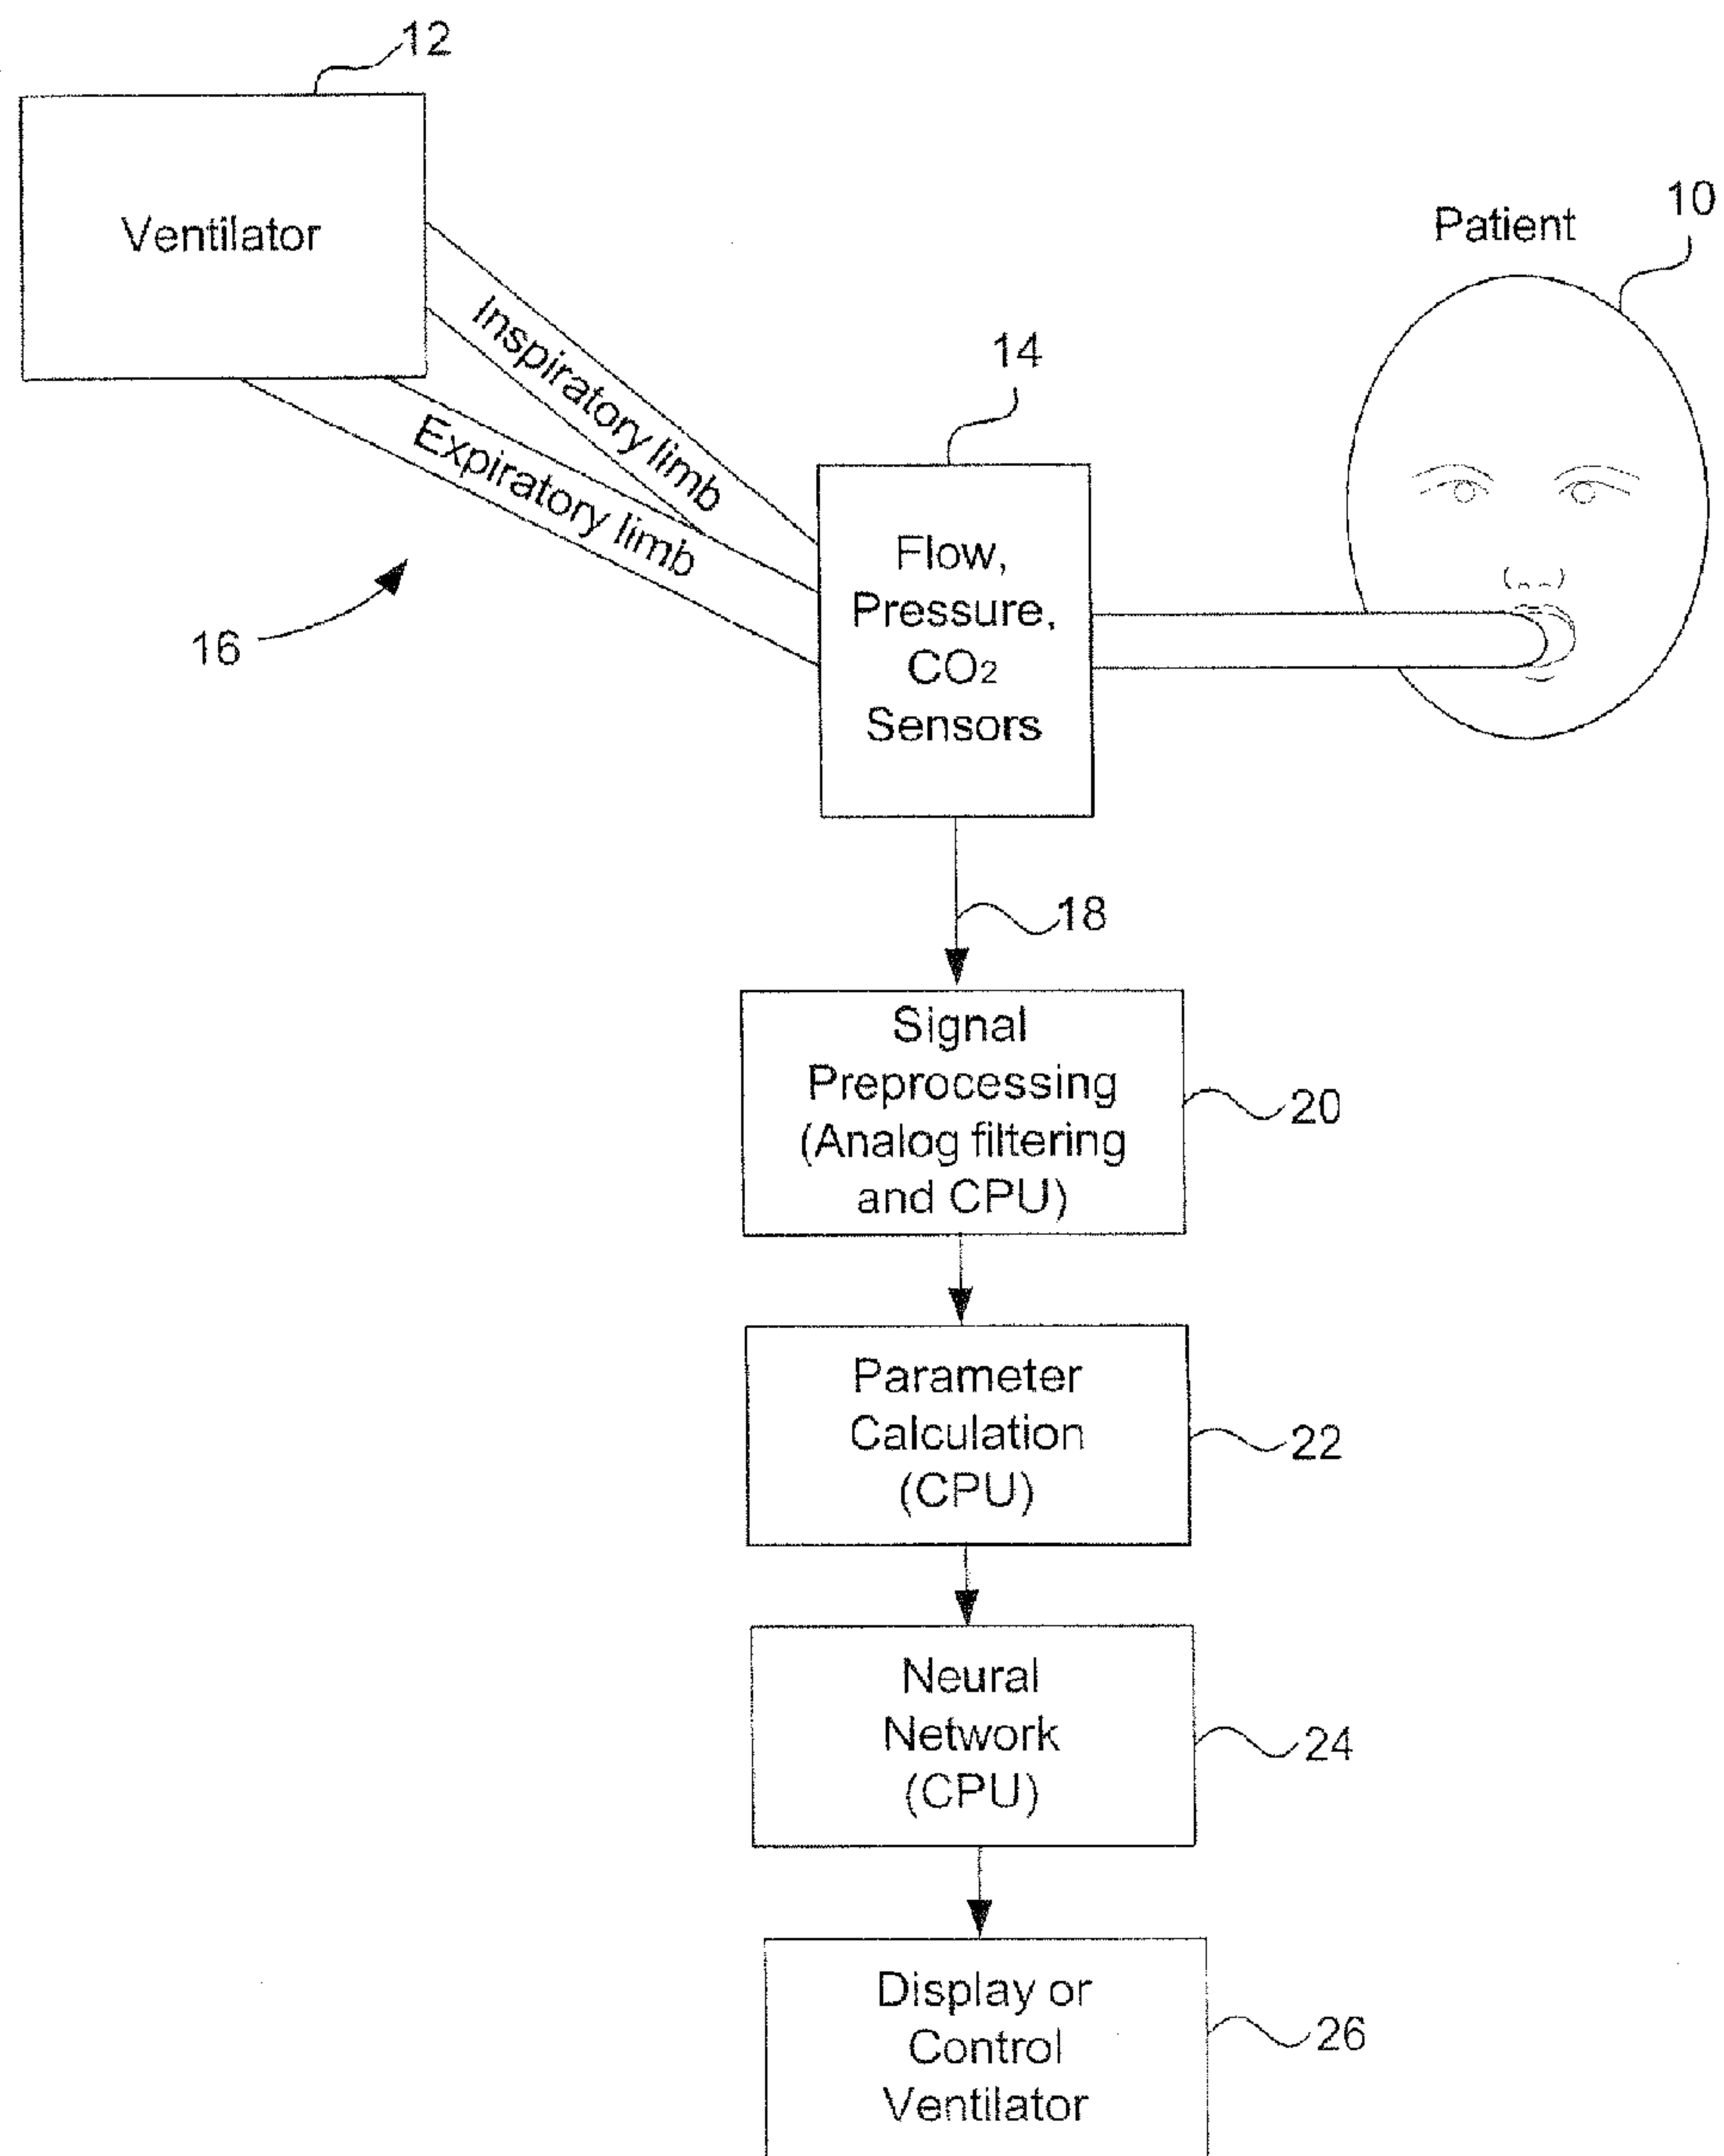 12
Ventilator
10
Patient
Inspiratory limb
Expiratory limb
14
Flow,
Pressure,
CO2
Sensors
16
18
Signal
Preprocessing
(Analog filtering
and CPU)
20
Parameter
Calculation
(CPU)
22
Neural
Network
(CPU)
24
Display or
Control
Ventilator
26